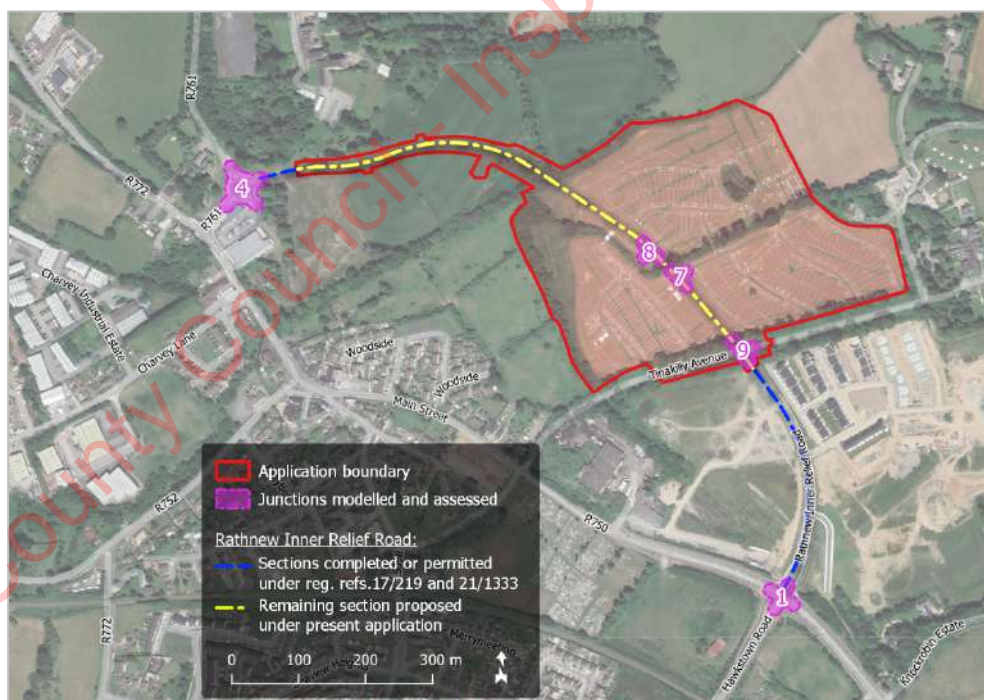 County Council - Insp
R761
R772
4
R761
8
7
9
Charvey Industrial Estate
Charvey Lane
Woodside
Woodside
Main Street
Tinakilly Avenue
Rathnew Inner Relief Road
R752
R750
1
Hawkstown Road
Knockrobin Estate
R772
Merrymeeting
Application boundary
Junctions modelled and assessed
Rathnew Inner Relief Road:
Sections completed or permitted
under reg. refs.17/219 and 21/1333
Remaining section proposed
under present application
0 100 200 300 m